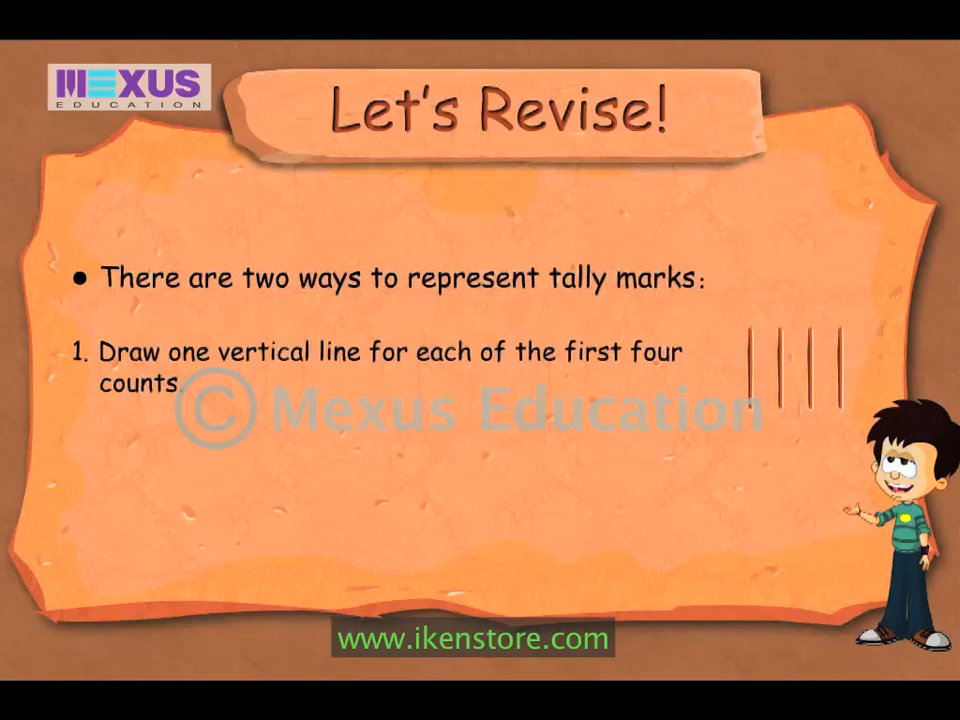 MEXUS
EDUCATION
Let's Revise!
• There are two ways to represent tally marks:
1. Draw one vertical line for each of the first four
counts.
© Mexus Education
www.ikenstore.com